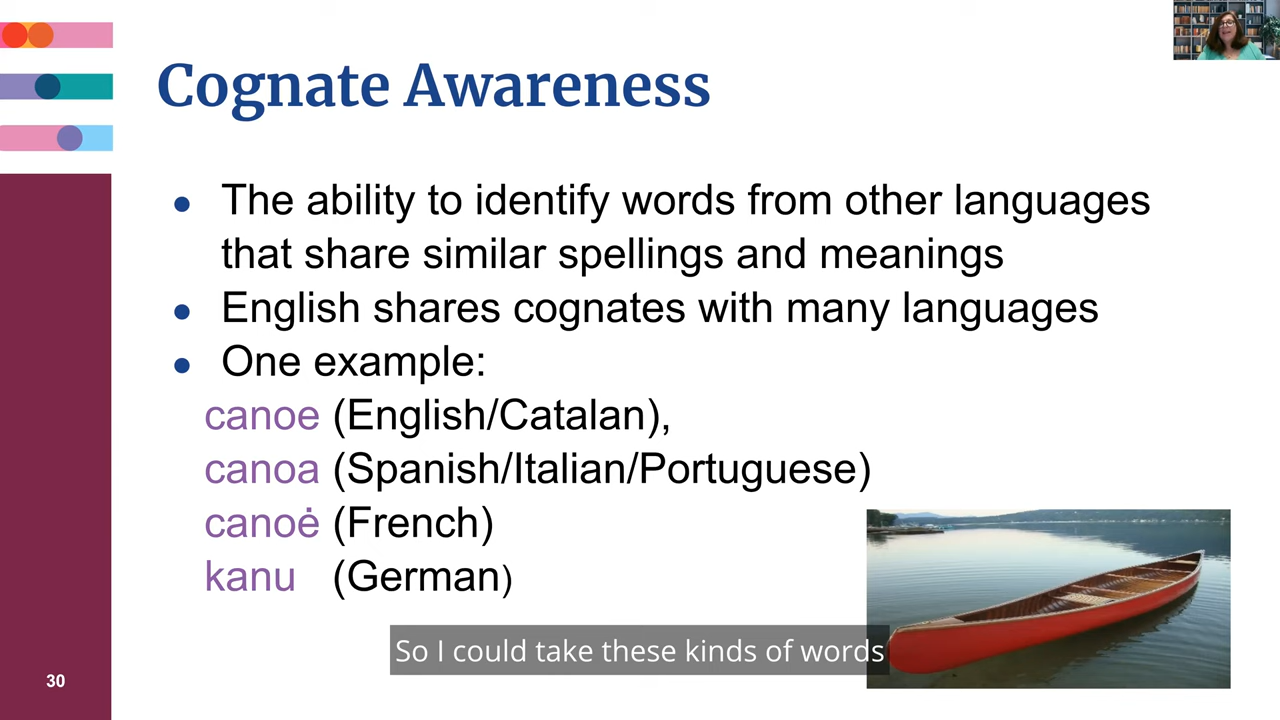 Cognate Awareness
● The ability to identify words from other languages
that share similar spellings and meanings
● English shares cognates with many languages
● One example:
canoe (English/Catalan),
canoa (Spanish/Italian/Portuguese)
canoė (French)
kanu (German)
So I could take these kinds of words
30